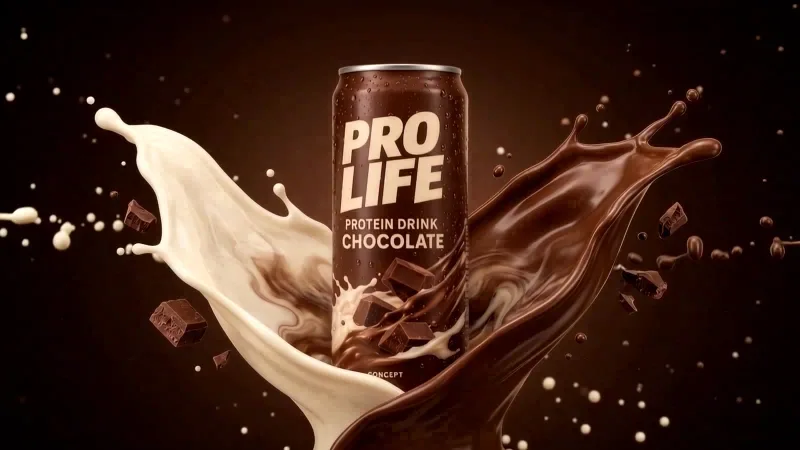 PRO
LIFE
PROTEIN DRINK
CHOCOLATE
CONCEPT